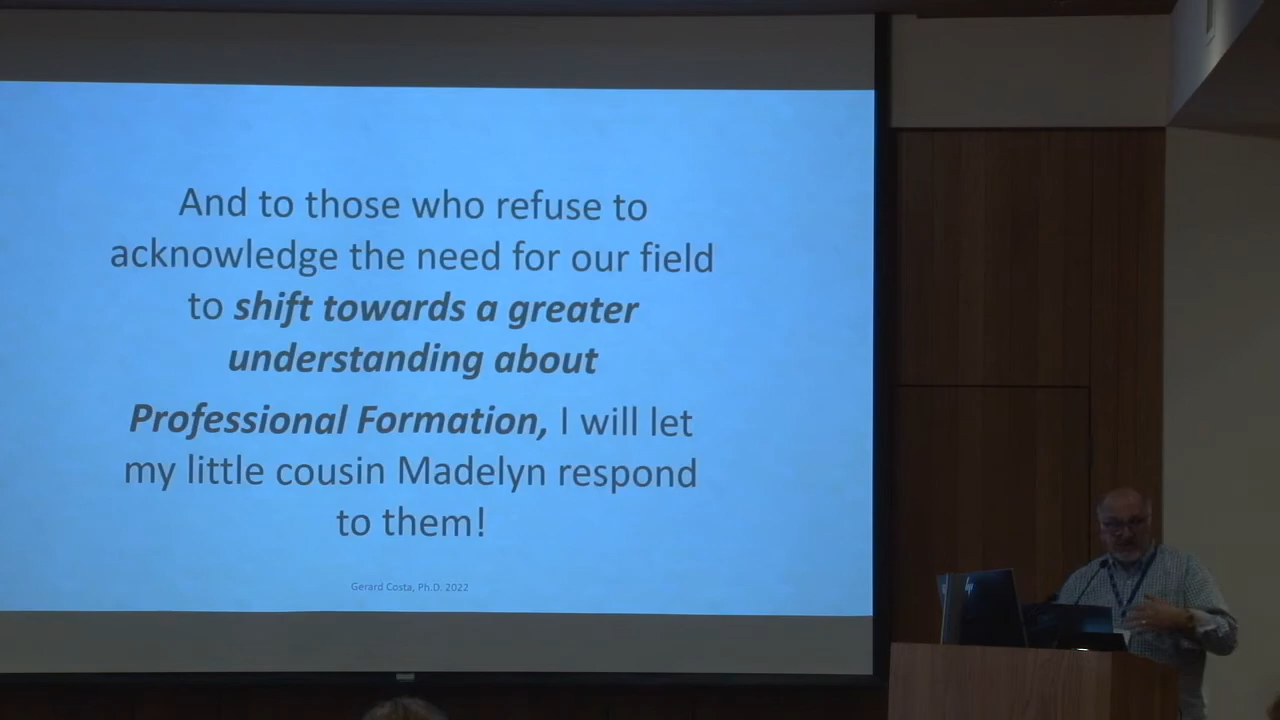 And to those who refuse to
acknowledge the need for our field
to shift towards a greater
understanding about
Professional Formation, I will let
my little cousin Madelyn respond
to them!
Gerard Costa, Ph.D. 2022
hp